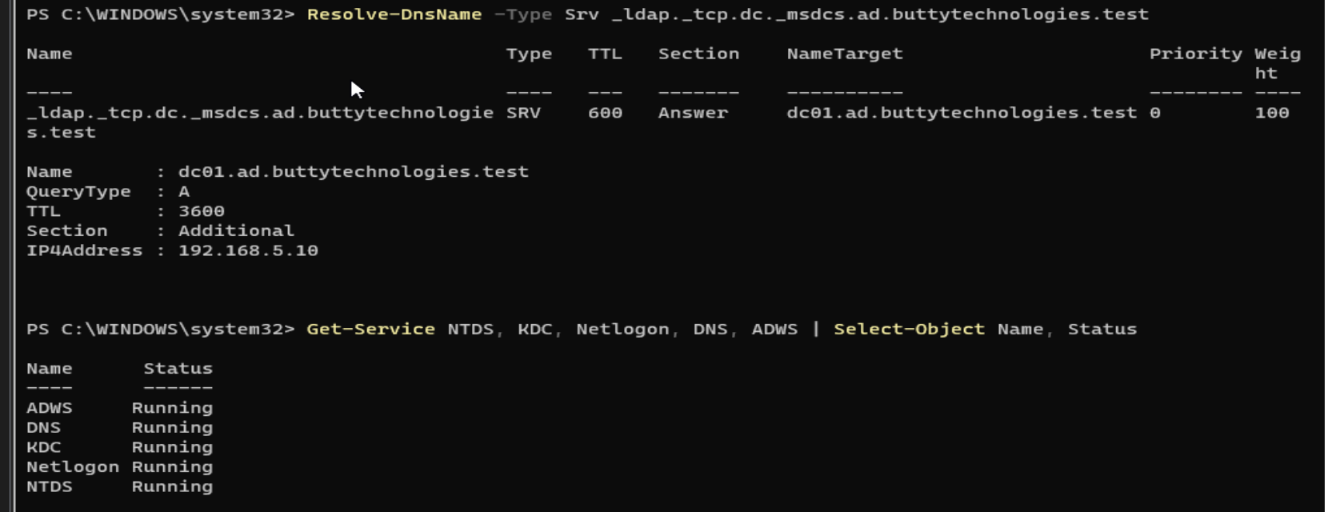 PS C:\WINDOWS\system32> Resolve-DnsName -Type Srv _ldap._tcp.dc._msdcs.ad.buttytechnologies.test
Name Type TTL Section NameTarget Priority Weig
ht
---- ---- --- ------- ---------- -------- ----
_ldap._tcp.dc._msdcs.ad.buttytechnologie SRV 600 Answer dc01.ad.buttytechnologies.test 0 100
s.test
Name : dc01.ad.buttytechnologies.test
QueryType : A
TTL : 3600
Section : Additional
IP4Address : 192.168.5.10
PS C:\WINDOWS\system32> Get-Service NTDS, KDC, Netlogon, DNS, ADWS | Select-Object Name, Status
Name Status
---- ------
ADWS Running
DNS Running
KDC Running
Netlogon Running
NTDS Running